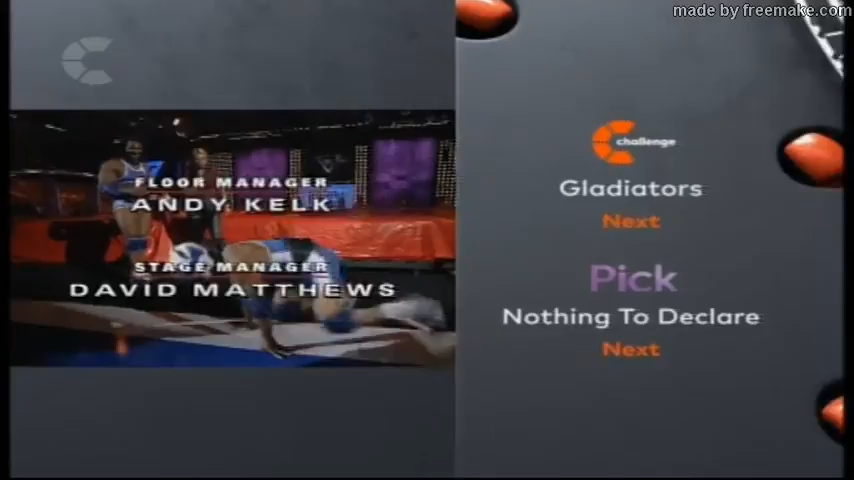 made by freemake.com
FLOOR MANAGER
ANDY KELK
STAGE MANAGER
DAVID MATTHEWS
challenge
Gladiators
Next
Pick
Nothing To Declare
Next